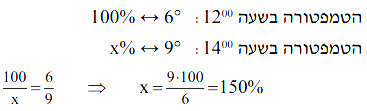 הטמפטורה בשעה 12⁰⁰ : 100% ↔ 6°
הטמפטורה בשעה 14⁰⁰ : x% ↔ 9°
100/x = 6/9 ⇒ x = 9·100/6 = 150%